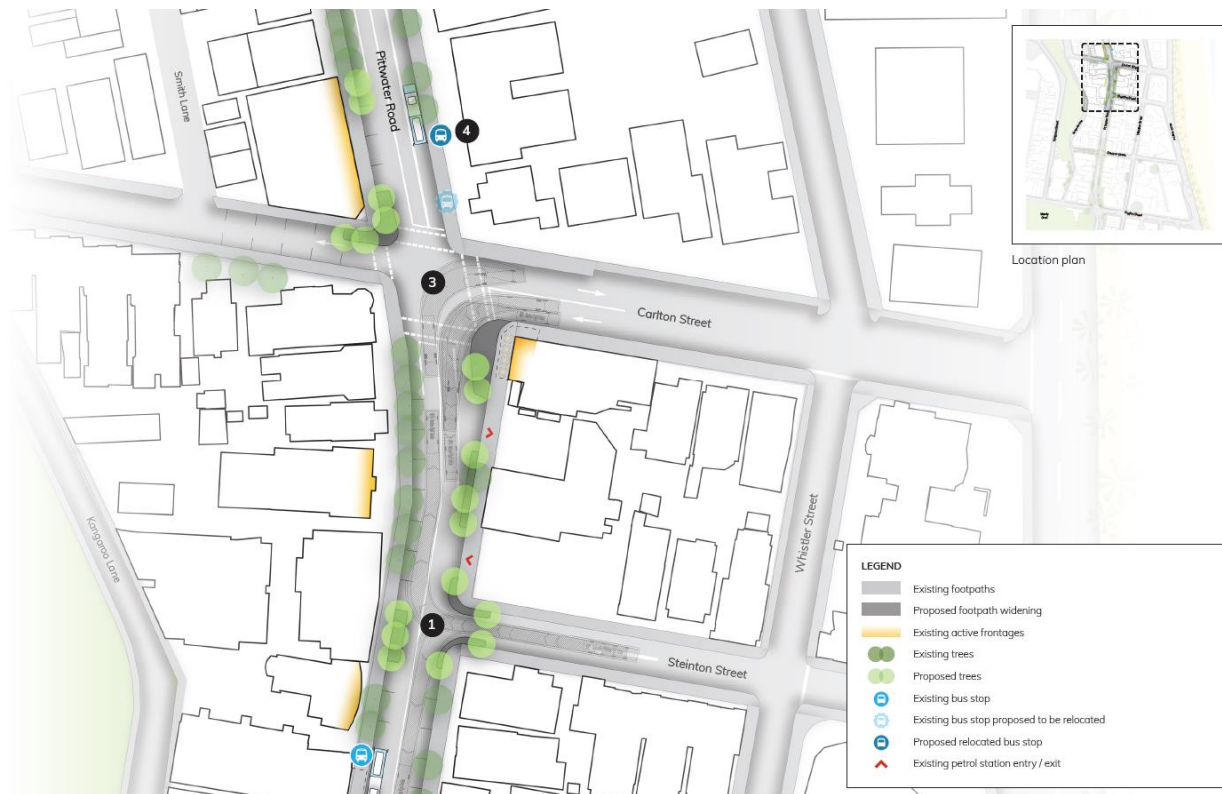 Smith Lane
Pittwater Road
4
3
Carlton Street
Kangaroo Lane
Whistler Street
1
Steinton Street
Location plan
LEGEND
Existing footpaths
Proposed footpath widening
Existing active frontages
Existing trees
Proposed trees
Existing bus stop
Existing bus stop proposed to be relocated
Proposed relocated bus stop
Existing petrol station entry / exit